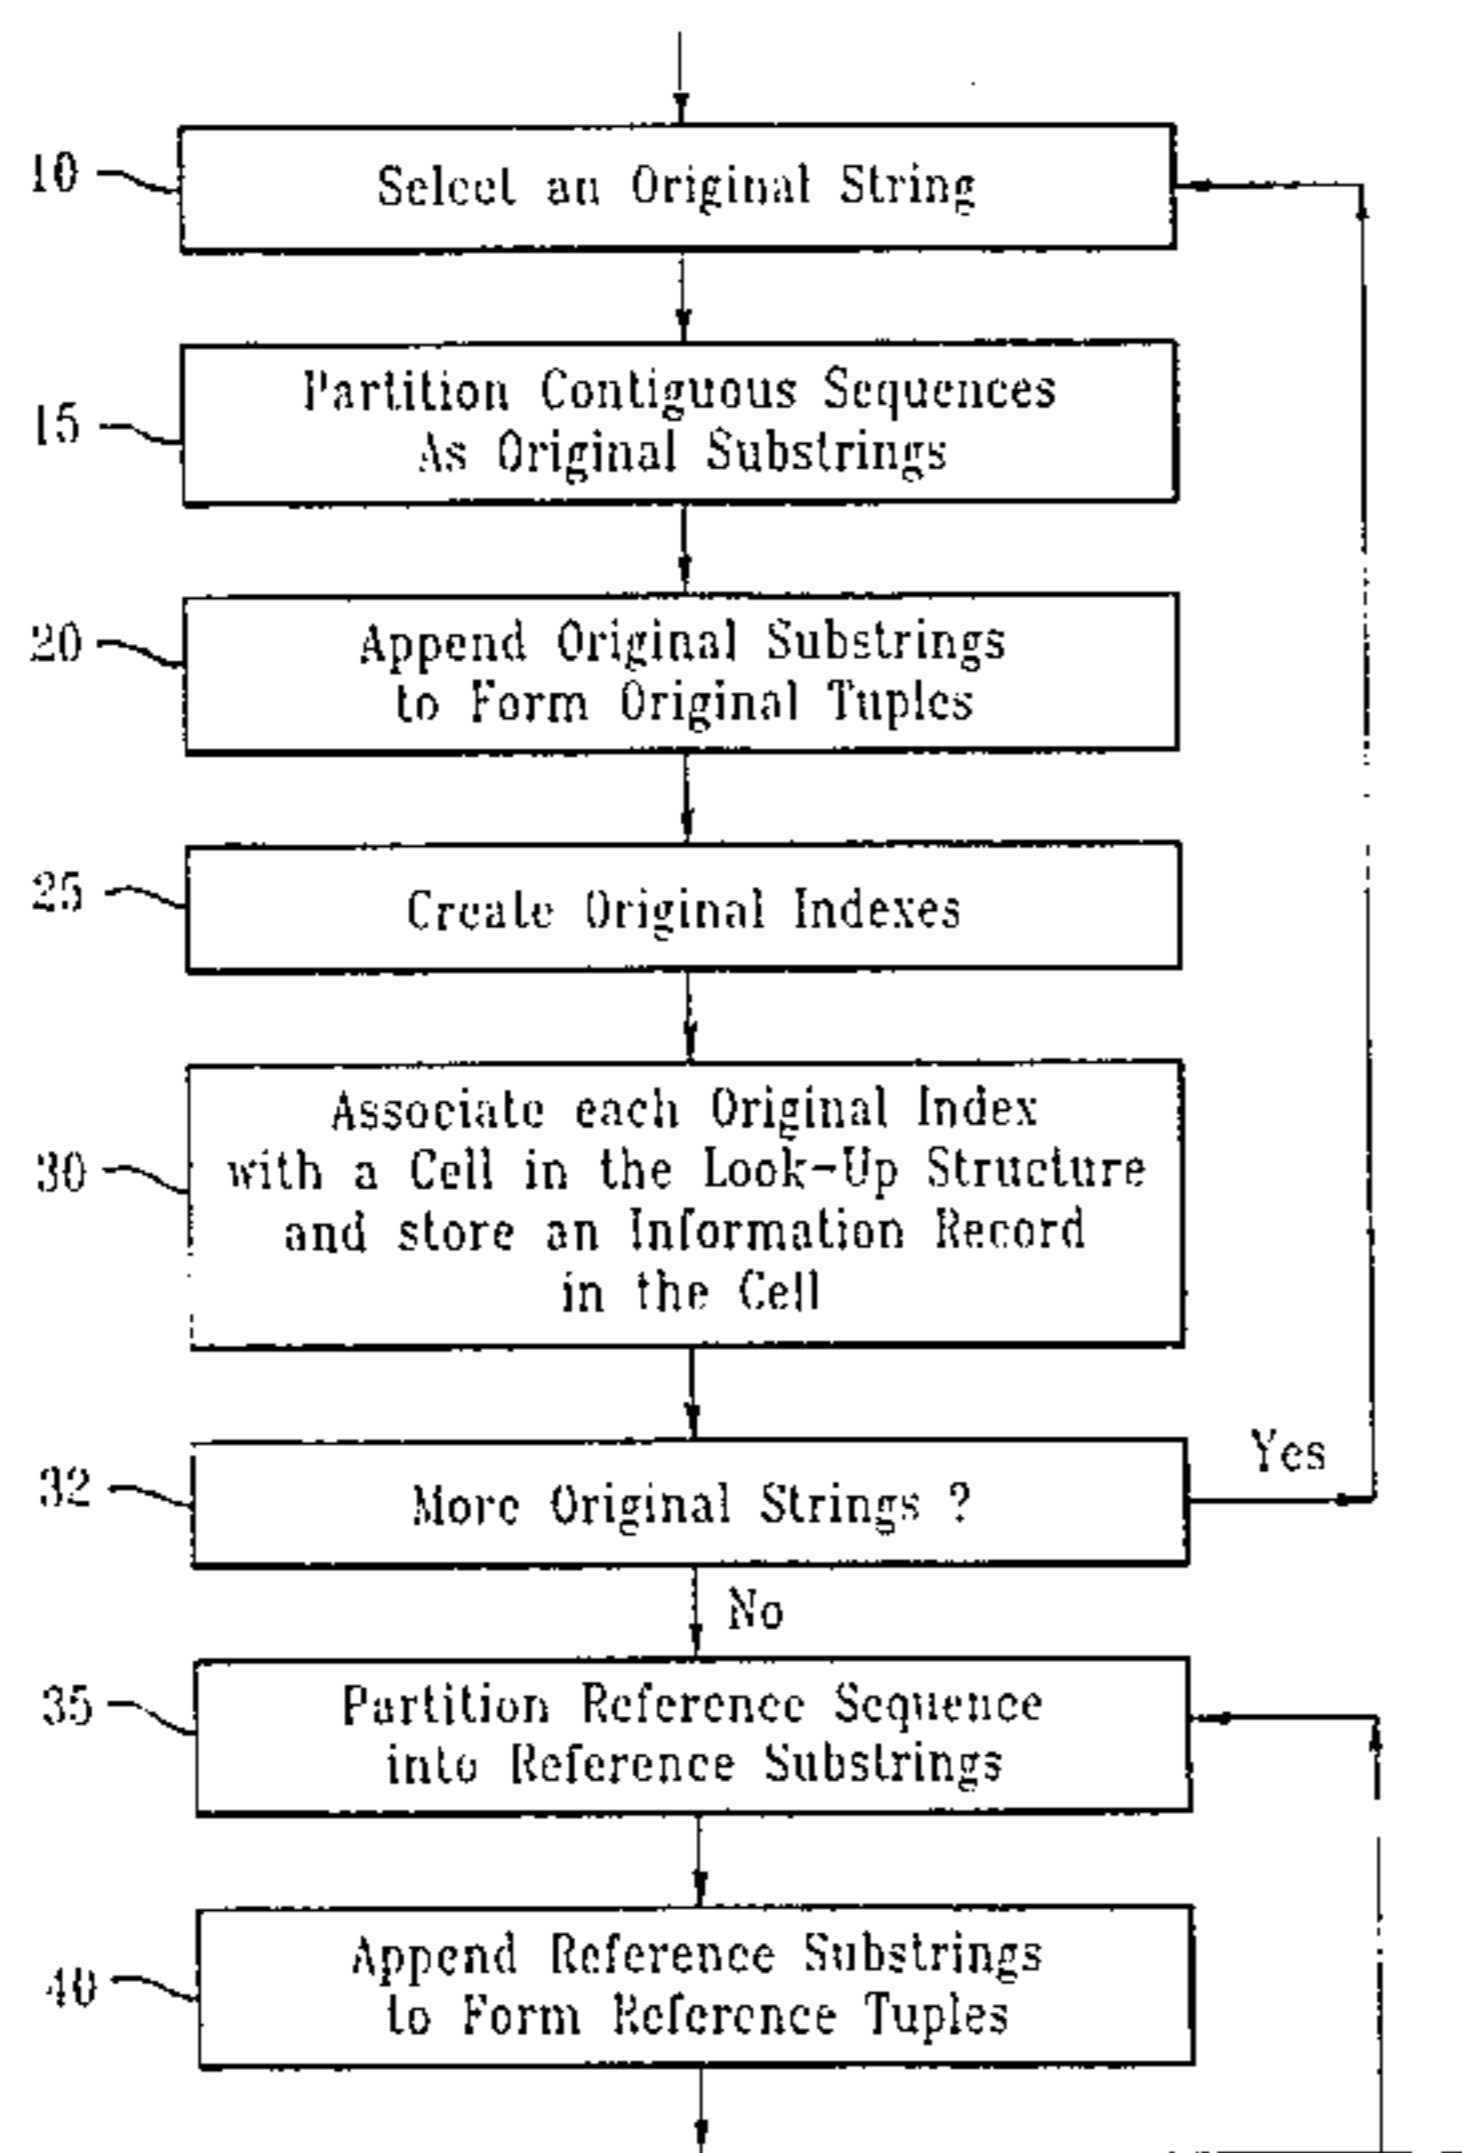 10
Select an Original String
15
Partition Contiguous Sequences
As Original Substrings
20
Append Original Substrings
to Form Original Tuples
25
Create Original Indexes
30
Associate each Original Index
with a Cell in the Look-Up Structure
and store an Information Record
in the Cell
32
More Original Strings ?
Yes
No
35
Partition Reference Sequence
into Reference Substrings
40
Append Reference Substrings
to Form Reference Tuples